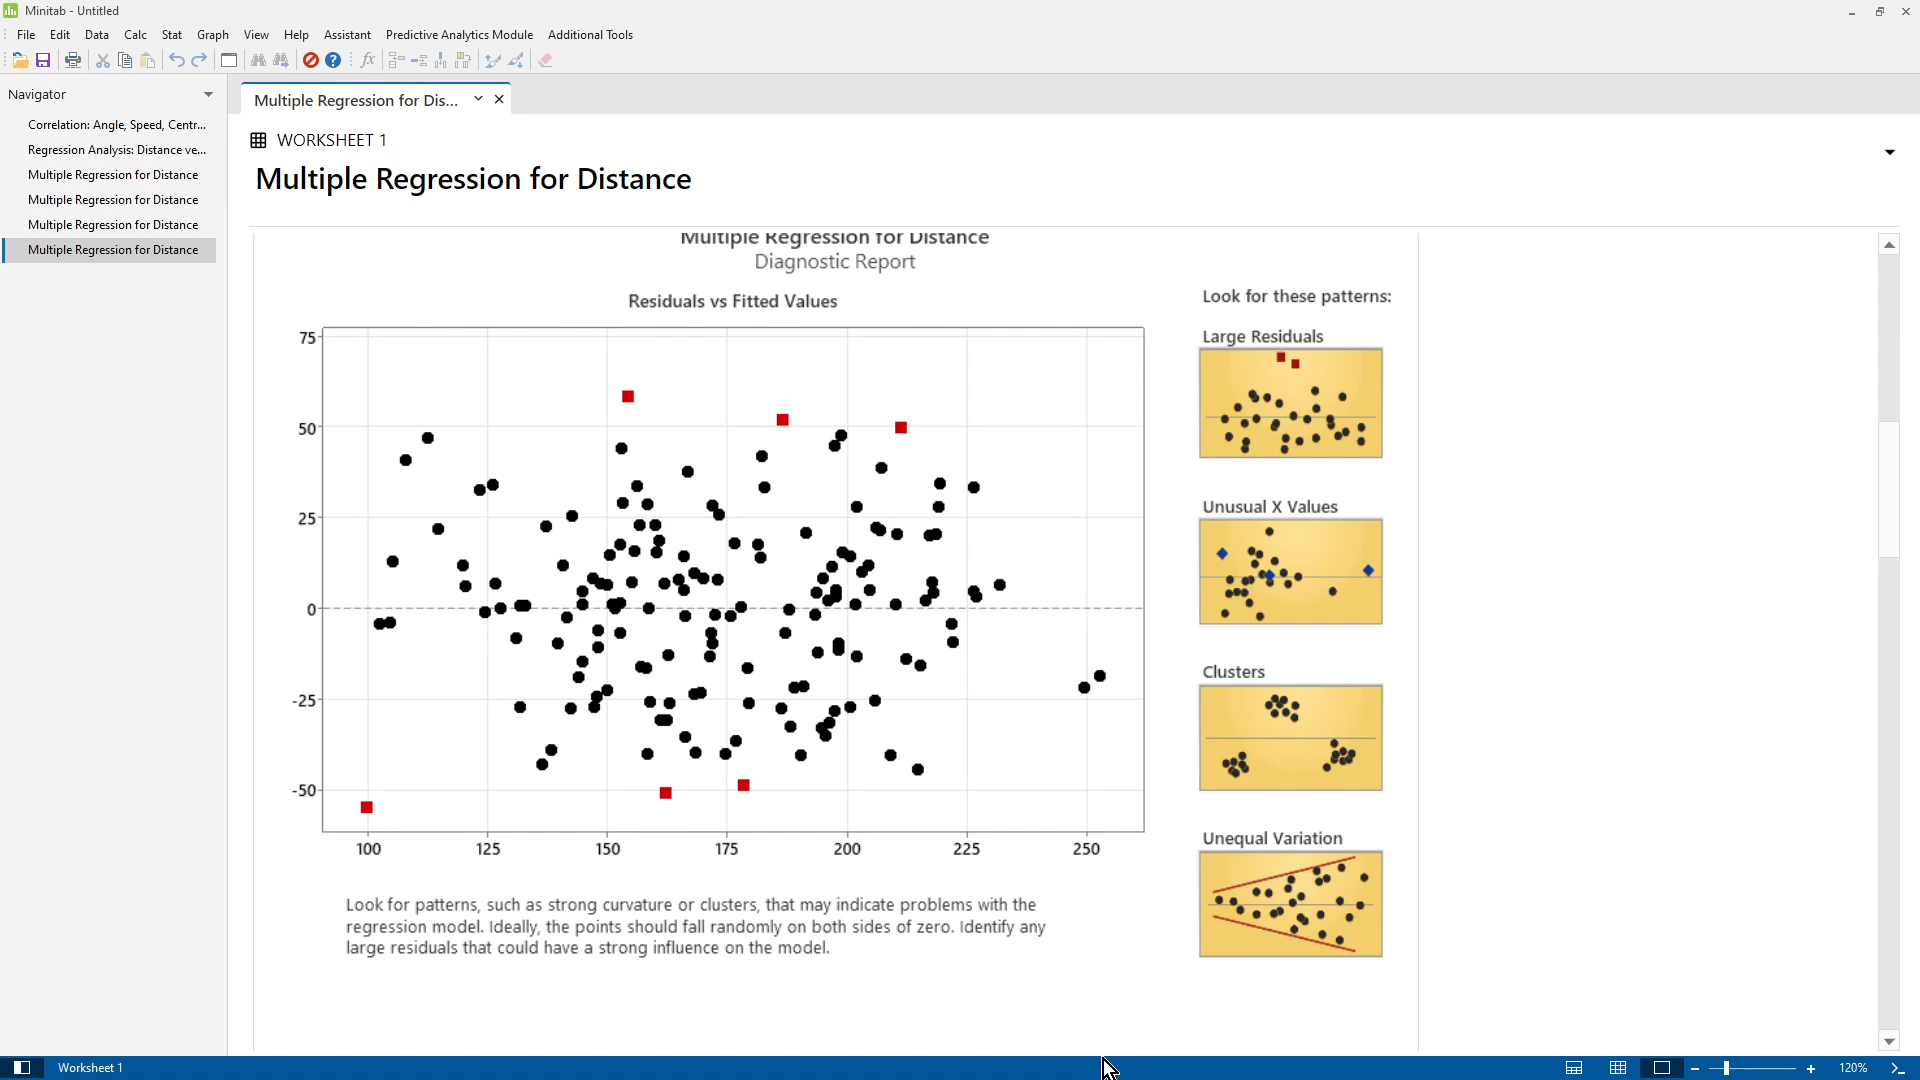 Minitab - Untitled
File Edit Data Calc Stat Graph View Help Assistant Predictive Analytics Module Additional Tools
Navigator
Correlation: Angle, Speed, Centr...
Regression Analysis: Distance ve...
Multiple Regression for Distance
Multiple Regression for Distance
Multiple Regression for Distance
Multiple Regression for Distance
Multiple Regression for Dis...
WORKSHEET 1
Multiple Regression for Distance
Multiple Regression for Distance
Diagnostic Report
Residuals vs Fitted Values
75
50
25
0
-25
-50
100 125 150 175 200 225 250
Look for patterns, such as strong curvature or clusters, that may indicate problems with the
regression model. Ideally, the points should fall randomly on both sides of zero. Identify any
large residuals that could have a strong influence on the model.
Look for these patterns:
Large Residuals
Unusual X Values
Clusters
Unequal Variation
Worksheet 1
120%